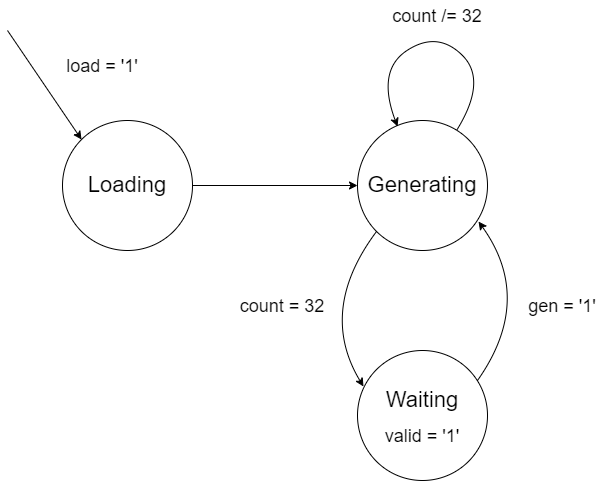 count /= 32
load = '1'
Loading
Generating
count = 32
gen = '1'
Waiting
valid = '1'